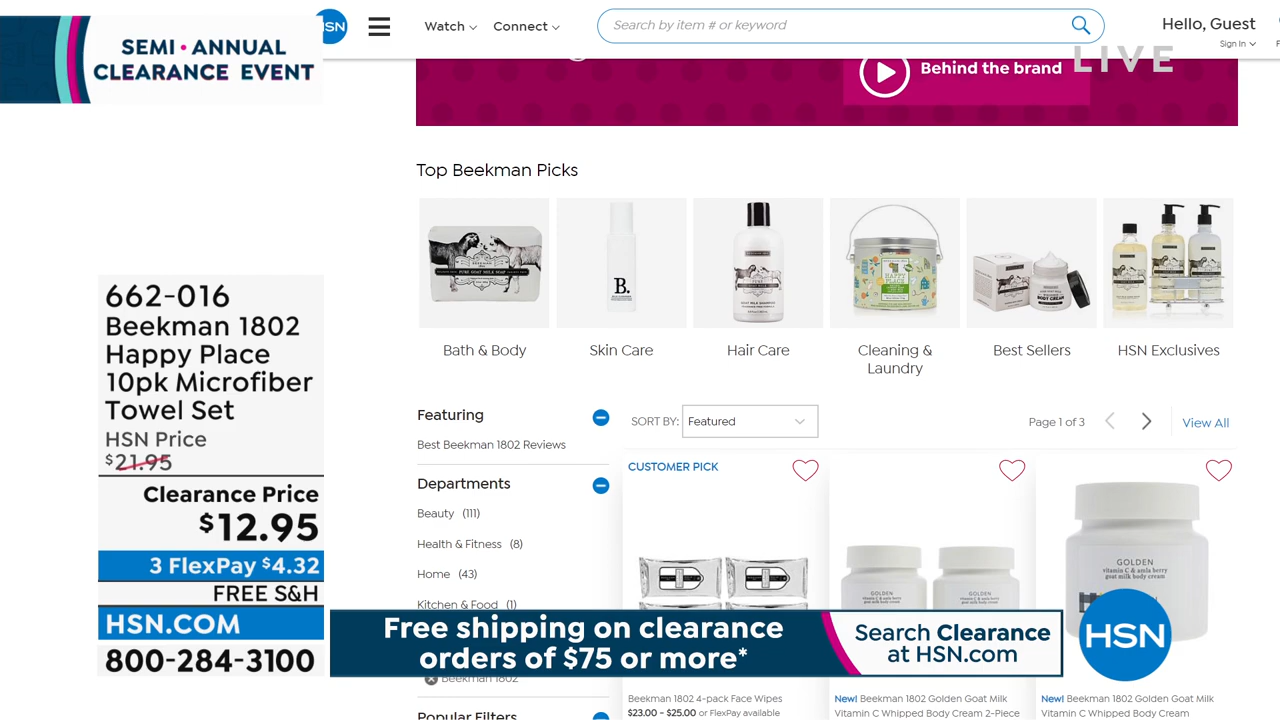 SEMI • ANNUAL
CLEARANCE EVENT
HSN
Watch
Connect
Search by item # or keyword
Hello, Guest
Sign In
LIVE
Behind the brand
Top Beekman Picks
B.
Bath & Body
Skin Care
Hair Care
Cleaning &
Laundry
Best Sellers
HSN Exclusives
662-016
Beekman 1802
Happy Place
10pk Microfiber
Towel Set
HSN Price
$21.95
Clearance Price
$12.95
3 FlexPay $4.32
FREE S&H
HSN.COM
800-284-3100
Featuring
Best Beekman 1802 Reviews
Departments
Beauty (111)
Health & Fitness (8)
Home (43)
Kitchen & Food (1)
Beekman 1802
Popular Filters
SORT BY: Featured
Page 1 of 3
View All
CUSTOMER PICK
GOLDEN
GOLDEN
GOLDEN
vitamin C & amla berry
goat milk body cream
Free shipping on clearance
orders of $75 or more*
Search Clearance
at HSN.com
HSN
Beekman 1802 4-pack Face Wipes
$23.00 - $25.00 or FlexPay available
New! Beekman 1802 Golden Goat Milk
Vitamin C Whipped Body Cream 2-Piece
New! Beekman 1802 Golden Goat Milk
Vitamin C Whipped Body Cream